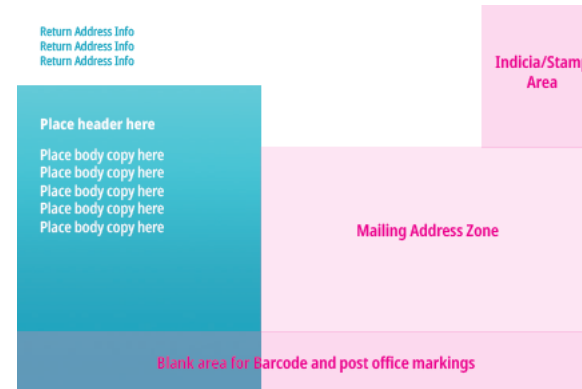 Return Address Info
Return Address Info
Return Address Info
Indicia/Stamp
Area
Place header here
Place body copy here
Place body copy here
Place body copy here
Place body copy here
Place body copy here
Mailing Address Zone
Blank area for Barcode and post office markings